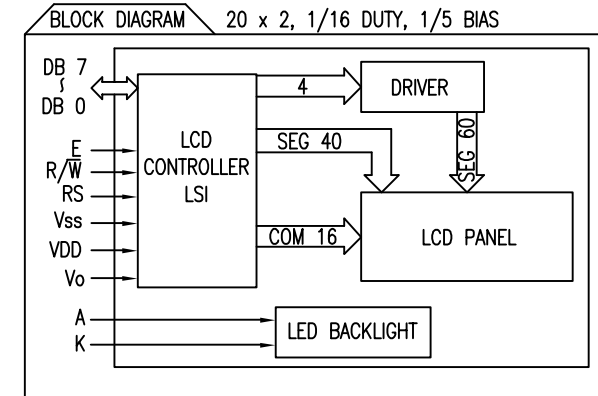 BLOCK DIAGRAM 20 x 2, 1/16 DUTY, 1/5 BIAS
DB 7
~
DB 0
E
R/W̅
RS
Vss
VDD
Vo
A
K
LCD
CONTROLLER
LSI
4
DRIVER
SEG 40
SEG 60
COM 16
LCD PANEL
LED BACKLIGHT